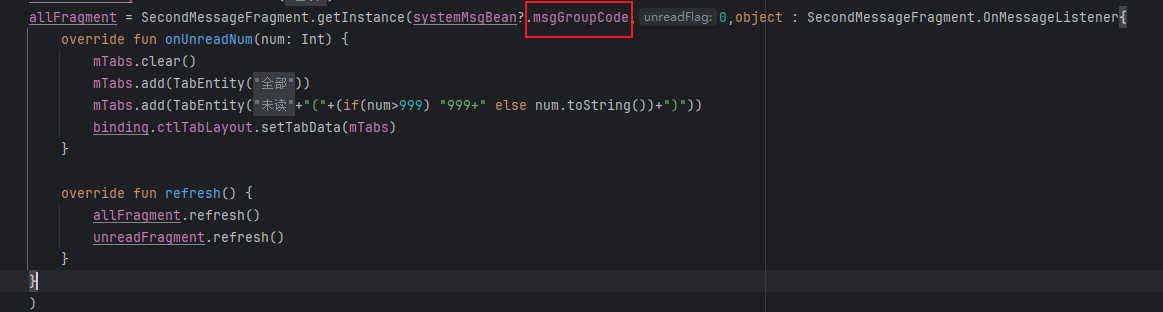 allFragment = SecondMessageFragment.getInstance(systemMsgBean?.msgGroupCode, unreadFlag: 0,object : SecondMessageFragment.OnMessageListener{
override fun onUnreadNum(num: Int) {
mTabs.clear()
mTabs.add(TabEntity("全部"))
mTabs.add(TabEntity("未读"+"("+(if(num>999) "999+" else num.toString())+")"))
binding.ctlTabLayout.setTabData(mTabs)
}
override fun refresh() {
allFragment.refresh()
unreadFragment.refresh()
}
}
)